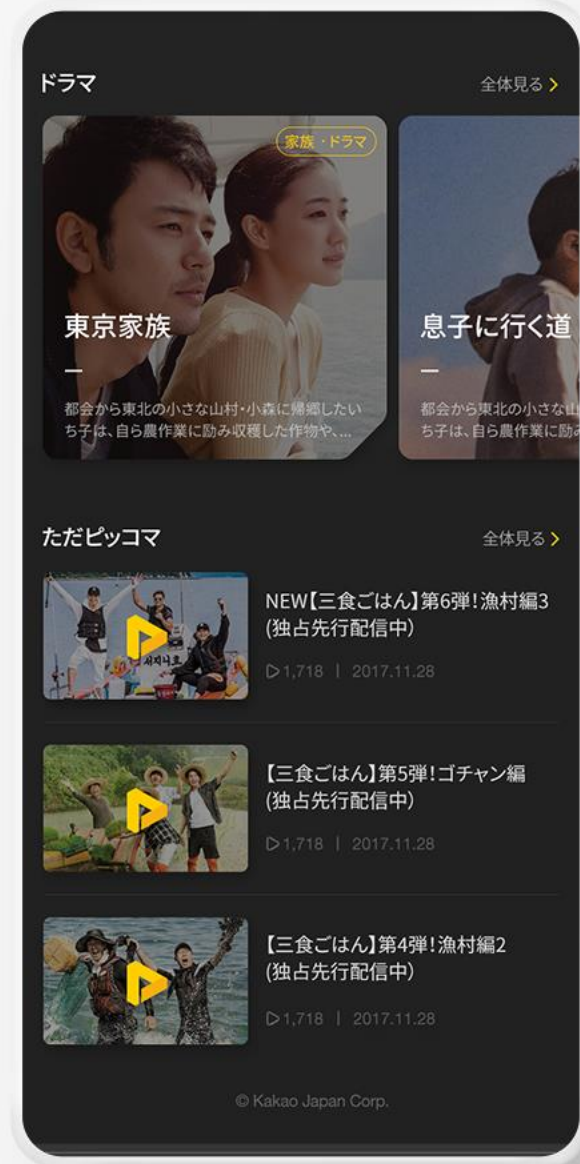 ドラマ
全体見る
家族・ドラマ
東京家族
都会から東北の小さな山村・小森に帰郷したい
ち子は、自ら農作業に励み収穫した作物や、...
息子に行く道
都会から東北の小さな山
ち子は、自ら農作業に励み
ただピッコマ
全体見る
서지니호
NEW【三食ごはん】第6弾!漁村編3
(独占先行配信中)
1,718 | 2017.11.28
【三食ごはん】第5弾!ゴチャン編
(独占先行配信中)
1,718 | 2017.11.28
【三食ごはん】第4弾!漁村編2
(独占先行配信中)
1,718 | 2017.11.28
© Kakao Japan Corp.